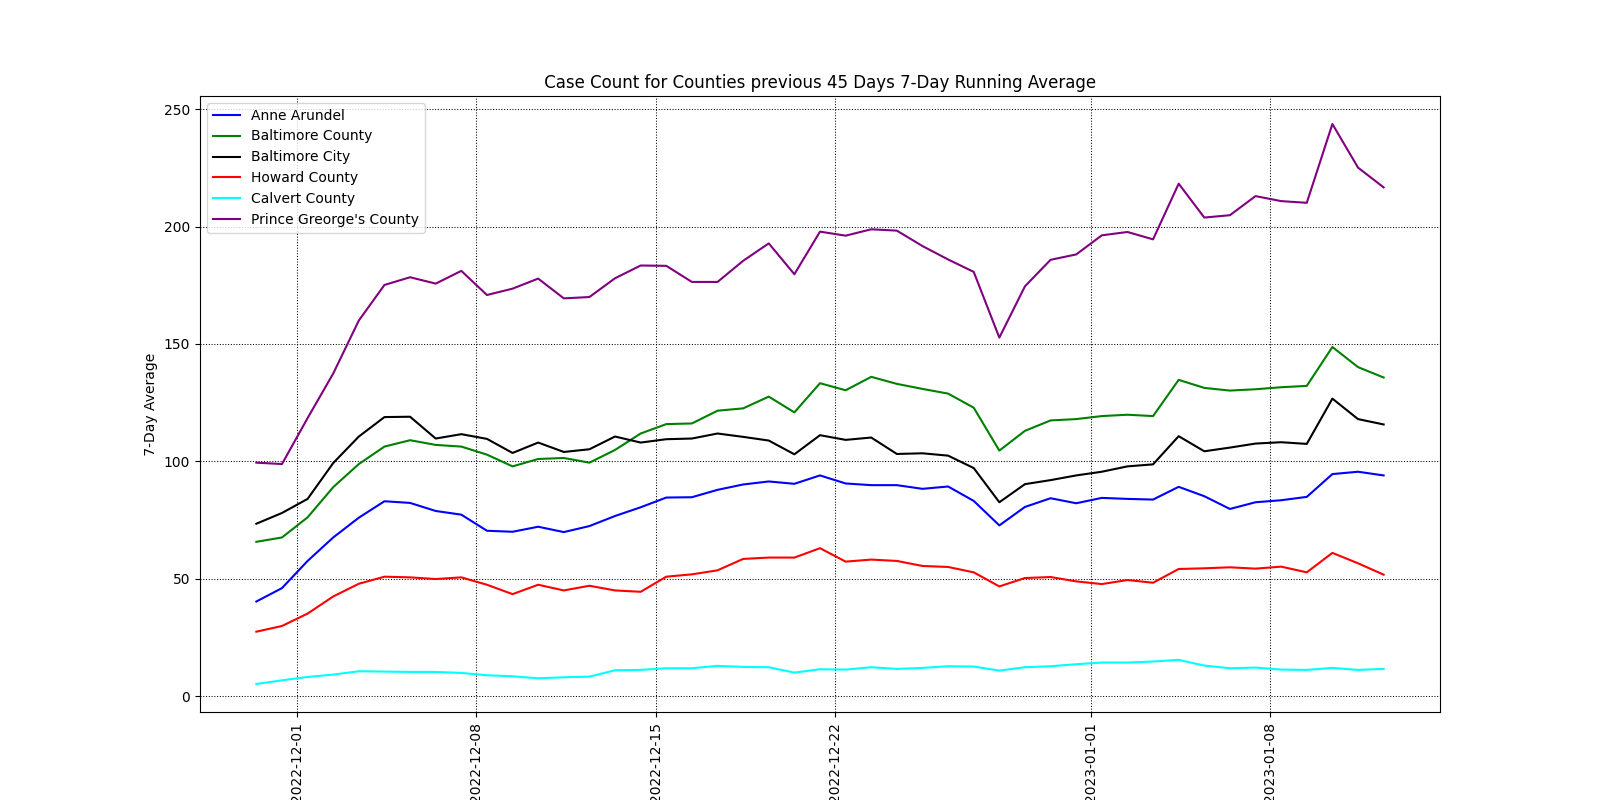 Case Count for Counties previous 45 Days 7-Day Running Average
Anne Arundel
Baltimore County
Baltimore City
Howard County
Calvert County
Prince Greorge's County
7-Day Average
250
200
150
100
50
0
2022-12-01
2022-12-08
2022-12-15
2022-12-22
2023-01-01
2023-01-08